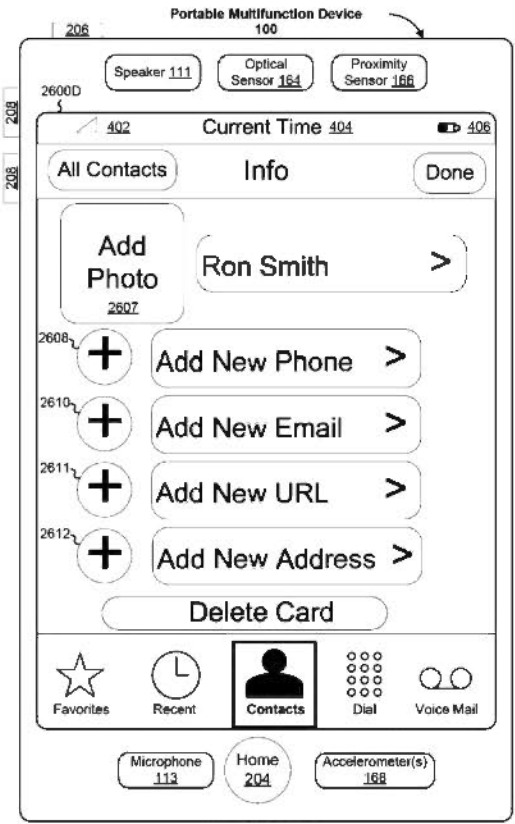 Portable Multifunction Device
100
206
Speaker 111
Optical
Sensor 164
Proximity
Sensor 166
2600D
208
402
Current Time 404
406
All Contacts
Info
Done
208
Add
Photo
2607
Ron Smith >
2608
+
Add New Phone >
2610
+
Add New Email >
2611
+
Add New URL >
2612
+
Add New Address >
Delete Card
Favorites
Recent
Contacts
Dial
Voice Mail
Microphone
113
Home
204
Accelerometer(s)
168